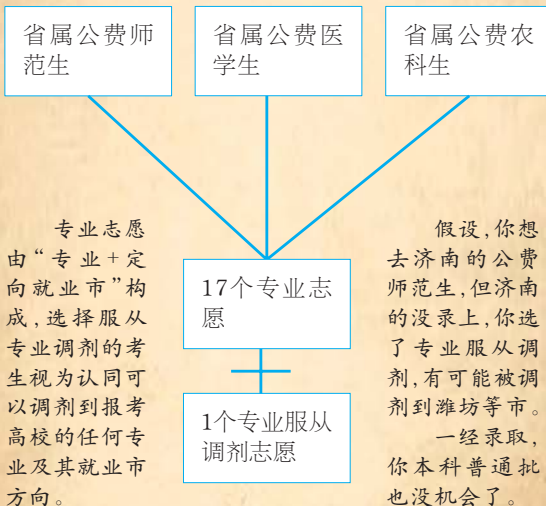 省属公费师
范生
省属公费医
学生
省属公费农
科生
专业志愿
由“专业+定
向就业市”构
成,选择服从
专业调剂的考
生视为认同可
以调剂到报考
高校的任何专
业及其就业市
方向。
17个专业志
愿
1个专业服从
调剂志愿
假设,你想
去济南的公费
师范生,但济南
的没录上,你选
了专业服从调
剂,有可能被调
剂到潍坊等市。
一经录取,
你本科普通批
也没机会了。